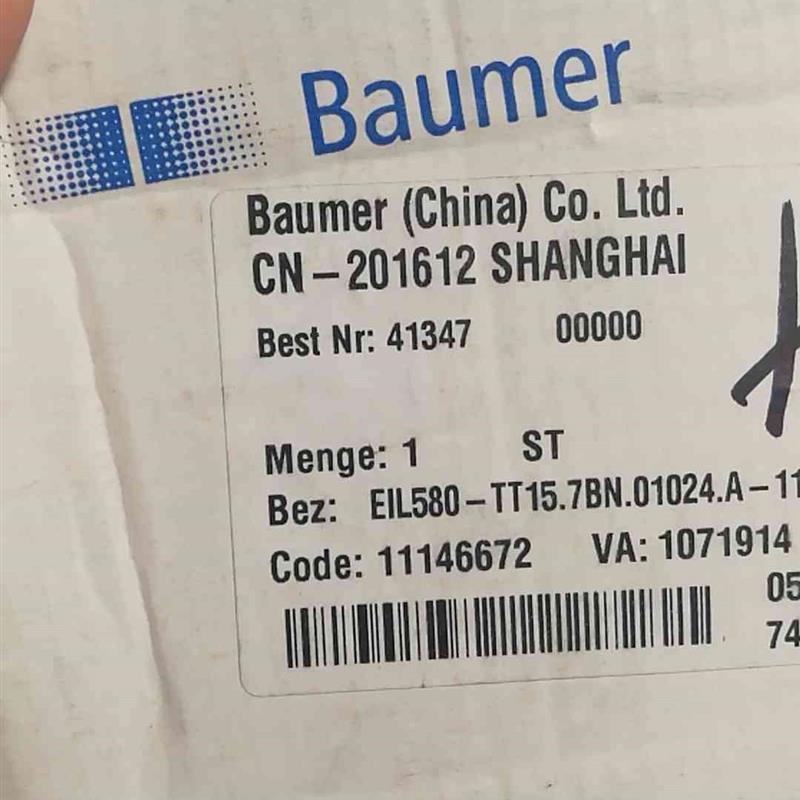 Baumer
Baumer (China) Co. Ltd.
CN – 201612 SHANGHAI
Best Nr: 41347 00000
Menge: 1 ST
Bez: EIL580 – TT15.7BN.01024.A – 11
Code: 11146672 VA: 1071914
05
74